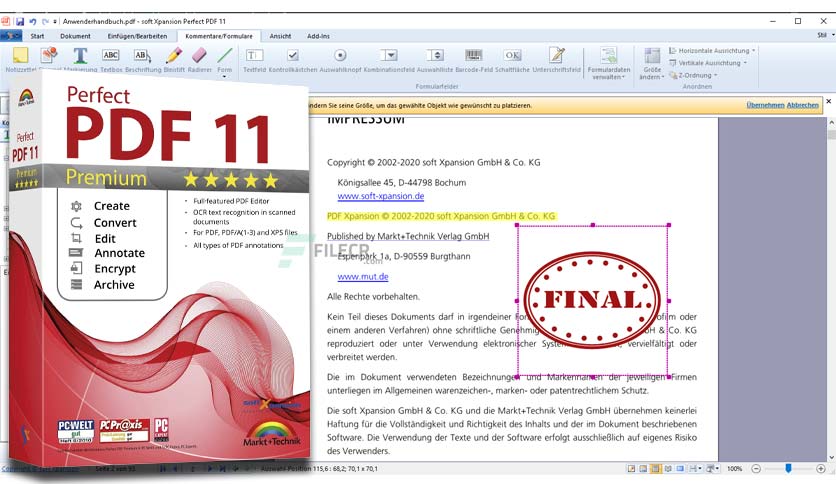 Anwenderhandbuch.pdf - soft Xpansion Perfect PDF 11
Start Dokument Einfügen/Bearbeiten Kommentare/Formulare Ansicht Add-Ins Stil
Notizzettel Markierung Textbox Beschriftung Bleistift Radierer Form Textfeld Kontrollkästchen Auswahlknopf Kombinationsfeld Auswahlliste Barcode-Feld Schaltfläche Unterschriftsfeld Formulardaten verwalten Größe ändern
Horizontale Ausrichtung
Vertikale Ausrichtung
Z-Ordnung
Formularfelder Anordnen
ändern Sie seine Größe, um das gewählte Objekt wie gewünscht zu platzieren. Übernehmen Abbrechen
Perfect
PDF 11
Premium
Create
Convert
Edit
Annotate
Encrypt
Archive
Full-featured PDF Editor
OCR text recognition in scanned
documents
For PDF, PDF/A(1-3) and XPS files
All types of PDF annotations
Perfect
PDF 11
Premium
Markt+Technik
PCWELT
gut
PC Pr@xis
PC
Markt+Technik
FILECR
.com
IMPRESSUM
Copyright © 2002-2020 soft Xpansion GmbH & Co. KG
Königsallee 45, D-44798 Bochum
www.soft-xpansion.de
PDF Xpansion © 2002-2020 soft Xpansion GmbH & Co. KG
Published by Markt+Technik Verlag GmbH
Espenpark 1a, D-90559 Burgthann
www.mut.de
Alle Rechte vorbehalten.
Kein Teil dieses Dokuments darf in irgendeiner
einem anderen Verfahren) ohne schriftliche & Co. KG
reproduziert oder unter Verwendung elektronischer vervielfältigt oder
verbreitet werden.
FINAL
Die im Dokument verwendeten Bezeichnungen und Markennamen der jeweiligen Firmen
unterliegen im Allgemeinen warenzeichen-, marken- oder patentrechtlichem Schutz.
Die soft Xpansion GmbH & Co. KG und die Markt+Technik Verlag GmbH übernehmen keinerlei
Haftung für die Vollständigkeit und Richtigkeit des Inhalts und der im Dokument beschriebenen
Software. Die Verwendung der Texte und der Software erfolgt ausschließlich auf eigenes Risiko
des Verwenders.
Auswahl-Position 115,6 : 68,2; 70,1 x 70,1 100%